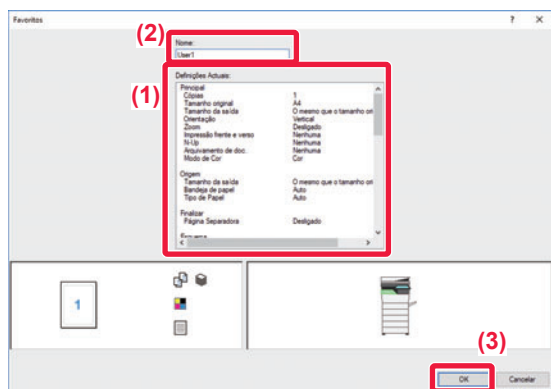 Favoritos ? X
(2)
Nome:
User1
(1)
Definições Actuais:
Principal
Cópias 1
Tamanho original A4
Tamanho da saída O mesmo que o tamanho ori
Orientação Vertical
Zoom Desligado
Impressão frente e verso Nenhuma
N-Up Nenhuma
Arquivamento de doc. Nenhuma
Modo de Cor Cor
Origem
Tamanho da saída O mesmo que o tamanho ori
Bandeja de papel Auto
Tipo de Papel Auto
Finalizar
Página Separadora Desligado
Esquema
1
(3)
OK Cancelar